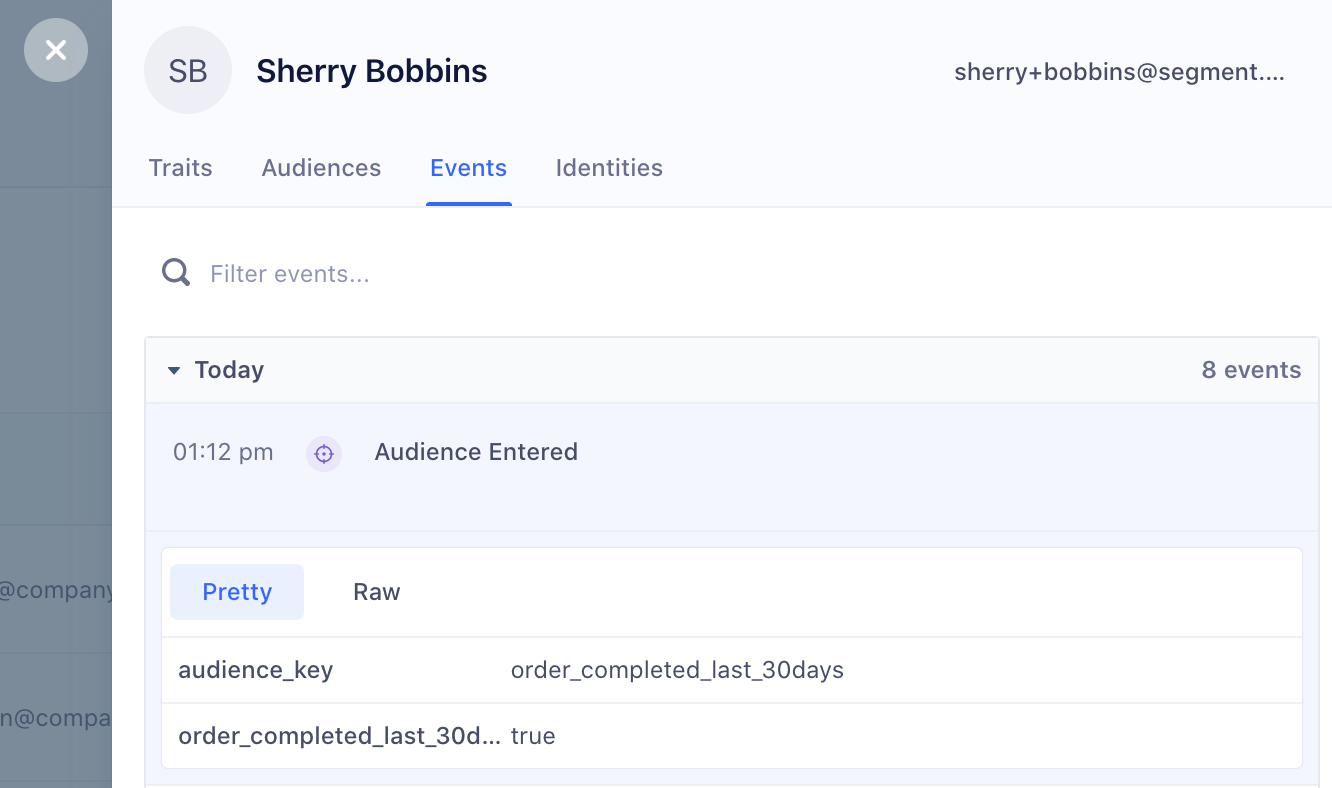 SB
Sherry Bobbins
sherry+bobbins@segment....
Traits Audiences Events Identities
Filter events...
Today 8 events
01:12 pm Audience Entered
Pretty Raw
@company
audience_key order_completed_last_30days
n@compa
order_completed_last_30d... true